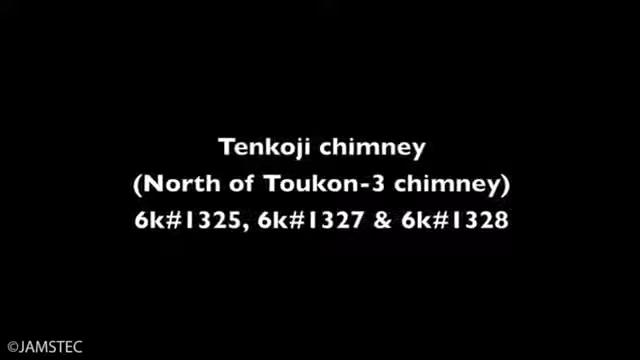 Tenkoji chimney
(North of Toukon-3 chimney)
6k#1325, 6k#1327 & 6k#1328
©JAMSTEC